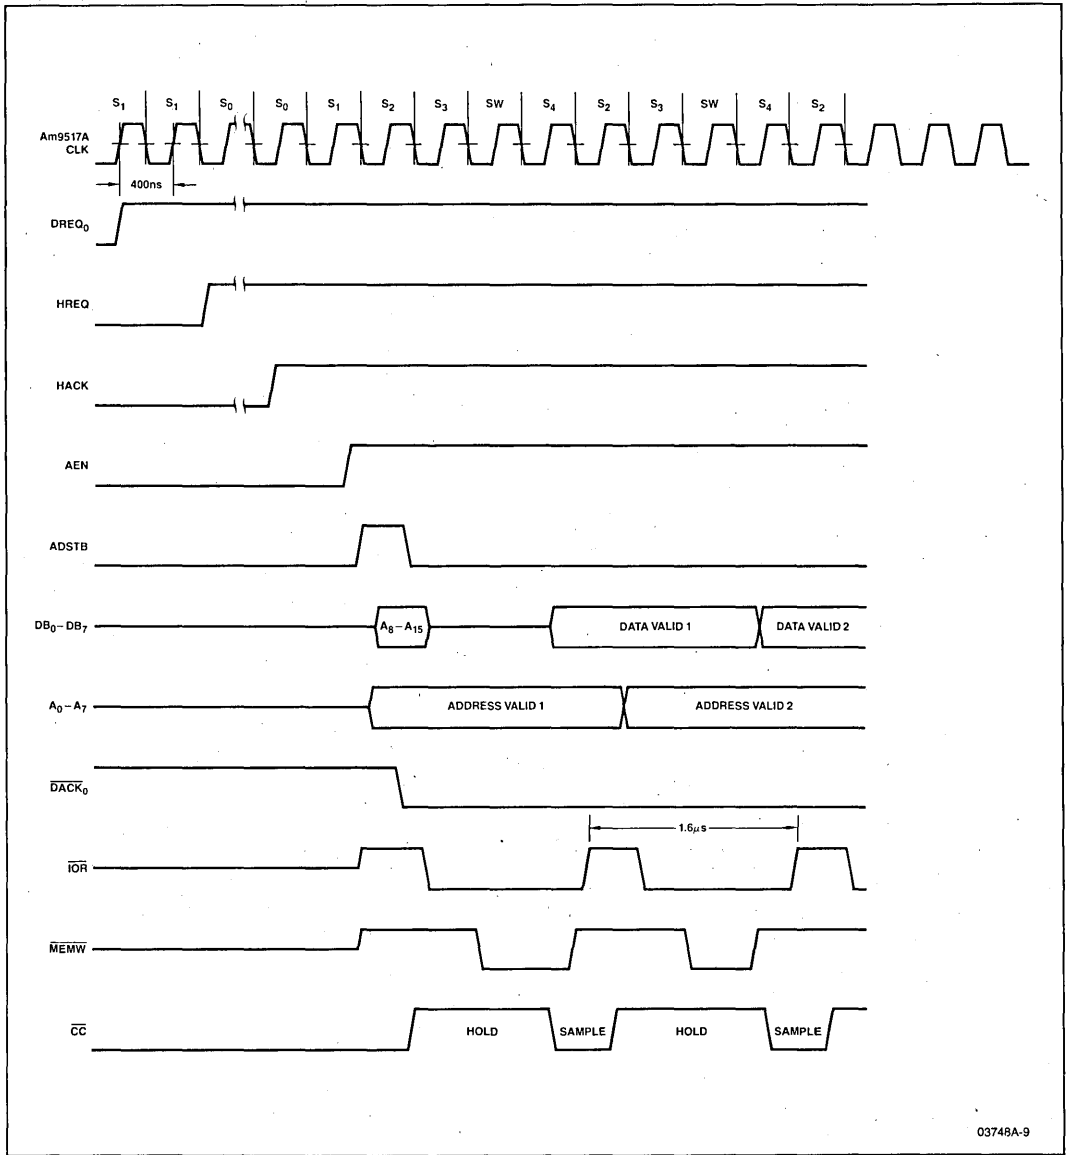 S1 S1 S0 S0 S1 S2 S3 SW S4 S2 S3 SW S4 S2
Am9517A
CLK
400ns
DREQ0
HREQ
HACK
AEN
ADSTB
DB0–DB7 A8–A15 DATA VALID 1 DATA VALID 2
A0–A7 ADDRESS VALID 1 ADDRESS VALID 2
DACK0
1.6μs
IOR
MEMW
CC HOLD SAMPLE HOLD SAMPLE
03748A-9